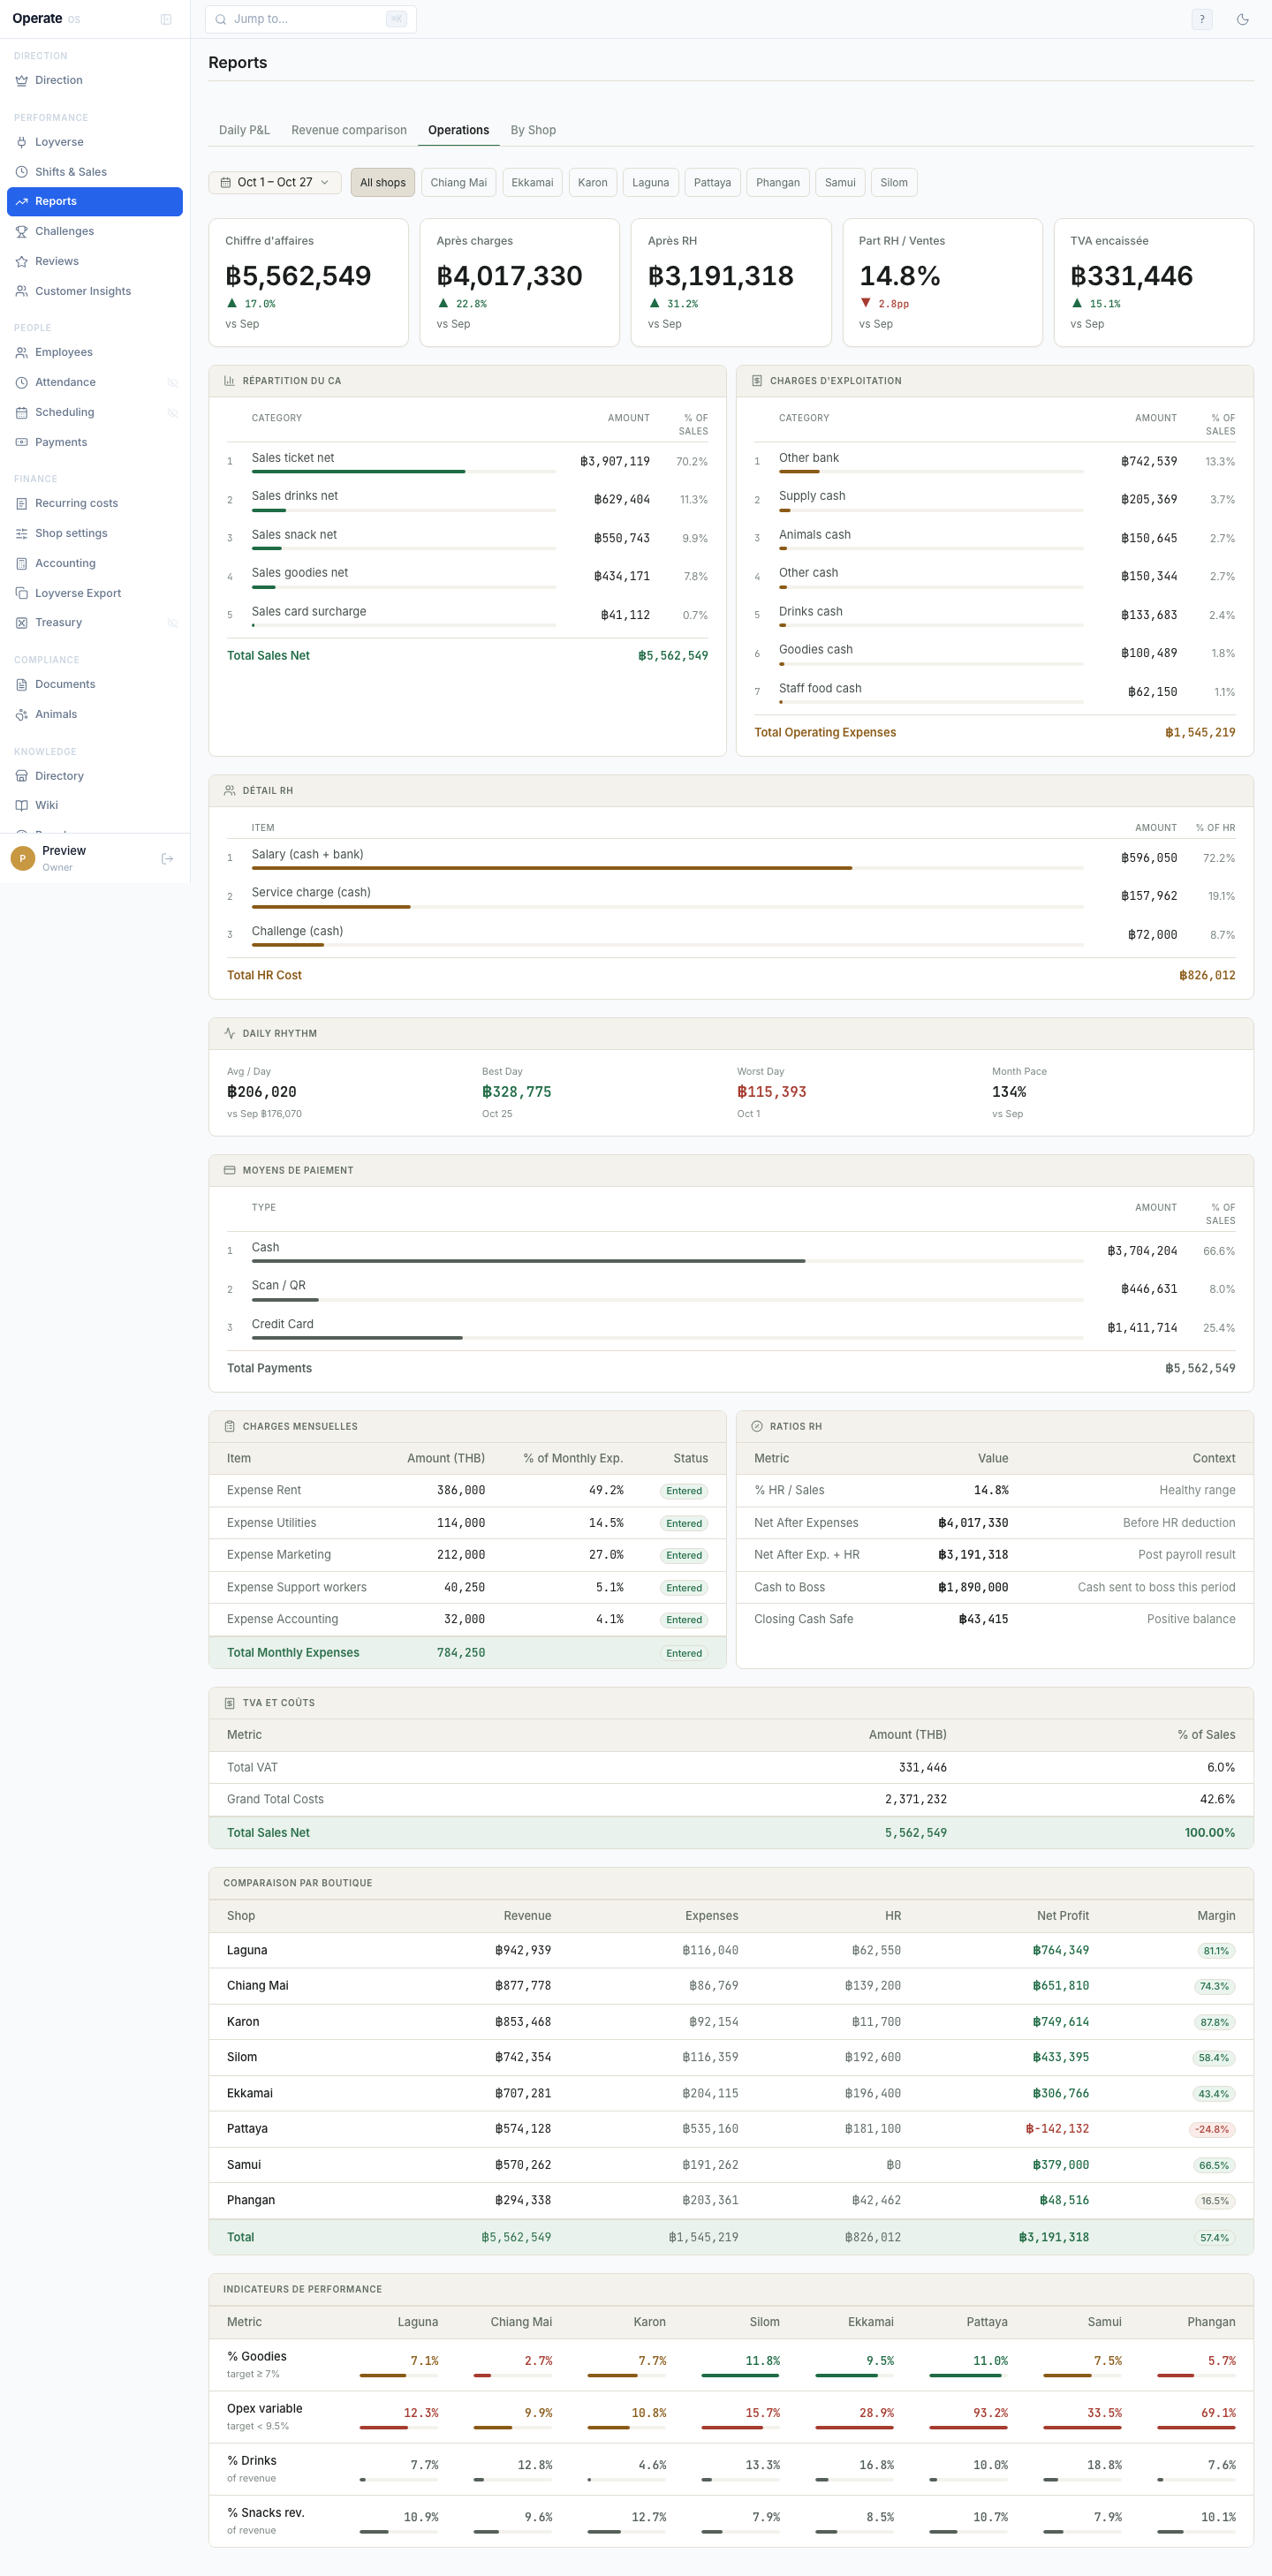 Operate OS
Jump to... ⌘K
?
DIRECTION
Direction
PERFORMANCE
Loyverse
Shifts & Sales
Reports
Challenges
Reviews
Customer Insights
PEOPLE
Employees
Attendance
Scheduling
Payments
FINANCE
Recurring costs
Shop settings
Accounting
Loyverse Export
Treasury
COMPLIANCE
Documents
Animals
KNOWLEDGE
Directory
Wiki
P
Preview
Owner
Reports
Daily P&L Revenue comparison Operations By Shop
Oct 1 – Oct 27 All shops Chiang Mai Ekkamai Karon Laguna Pattaya Phangan Samui Silom
Chiffre d'affaires
฿5,562,549
▲ 17.0%
vs Sep
Après charges
฿4,017,330
▲ 22.8%
vs Sep
Après RH
฿3,191,318
▲ 31.2%
vs Sep
Part RH / Ventes
14.8%
▼ 2.8pp
vs Sep
TVA encaissée
฿331,446
▲ 15.1%
vs Sep
RÉPARTITION DU CA
CATEGORY AMOUNT % OF SALES
1 Sales ticket net ฿3,907,119 70.2%
2 Sales drinks net ฿629,404 11.3%
3 Sales snack net ฿550,743 9.9%
4 Sales goodies net ฿434,171 7.8%
5 Sales card surcharge ฿41,112 0.7%
Total Sales Net ฿5,562,549
CHARGES D'EXPLOITATION
CATEGORY AMOUNT % OF SALES
1 Other bank ฿742,539 13.3%
2 Supply cash ฿205,369 3.7%
3 Animals cash ฿150,645 2.7%
4 Other cash ฿150,344 2.7%
5 Drinks cash ฿133,683 2.4%
6 Goodies cash ฿100,489 1.8%
7 Staff food cash ฿62,150 1.1%
Total Operating Expenses ฿1,545,219
DÉTAIL RH
ITEM AMOUNT % OF HR
1 Salary (cash + bank) ฿596,050 72.2%
2 Service charge (cash) ฿157,962 19.1%
3 Challenge (cash) ฿72,000 8.7%
Total HR Cost ฿826,012
DAILY RHYTHM
Avg / Day
฿206,020
vs Sep ฿176,070
Best Day
฿328,775
Oct 25
Worst Day
฿115,393
Oct 1
Month Pace
134%
vs Sep
MOYENS DE PAIEMENT
TYPE AMOUNT % OF SALES
1 Cash ฿3,704,204 66.6%
2 Scan / QR ฿446,631 8.0%
3 Credit Card ฿1,411,714 25.4%
Total Payments ฿5,562,549
CHARGES MENSUELLES
Item Amount (THB) % of Monthly Exp. Status
Expense Rent 386,000 49.2% Entered
Expense Utilities 114,000 14.5% Entered
Expense Marketing 212,000 27.0% Entered
Expense Support workers 40,250 5.1% Entered
Expense Accounting 32,000 4.1% Entered
Total Monthly Expenses 784,250 Entered
RATIOS RH
Metric Value Context
% HR / Sales 14.8% Healthy range
Net After Expenses ฿4,017,330 Before HR deduction
Net After Exp. + HR ฿3,191,318 Post payroll result
Cash to Boss ฿1,890,000 Cash sent to boss this period
Closing Cash Safe ฿43,415 Positive balance
TVA ET COÛTS
Metric Amount (THB) % of Sales
Total VAT 331,446 6.0%
Grand Total Costs 2,371,232 42.6%
Total Sales Net 5,562,549 100.00%
COMPARAISON PAR BOUTIQUE
Shop Revenue Expenses HR Net Profit Margin
Laguna ฿942,939 ฿116,040 ฿62,550 ฿764,349 81.1%
Chiang Mai ฿877,778 ฿86,769 ฿139,200 ฿651,810 74.3%
Karon ฿853,468 ฿92,154 ฿11,700 ฿749,614 87.8%
Silom ฿742,354 ฿116,359 ฿192,600 ฿433,395 58.4%
Ekkamai ฿707,281 ฿204,115 ฿196,400 ฿306,766 43.4%
Pattaya ฿574,128 ฿535,160 ฿181,100 ฿-142,132 -24.8%
Samui ฿570,262 ฿191,262 ฿0 ฿379,000 66.5%
Phangan ฿294,338 ฿203,361 ฿42,462 ฿48,516 16.5%
Total ฿5,562,549 ฿1,545,219 ฿826,012 ฿3,191,318 57.4%
INDICATEURS DE PERFORMANCE
Metric Laguna Chiang Mai Karon Silom Ekkamai Pattaya Samui Phangan
% Goodies 7.1% 2.7% 7.7% 11.8% 9.5% 11.0% 7.5% 5.7%
target ≥ 7%
Opex variable 12.3% 9.9% 10.8% 15.7% 28.9% 93.2% 33.5% 69.1%
target < 9.5%
% Drinks 7.7% 12.8% 4.6% 13.3% 16.8% 10.0% 18.8% 7.6%
of revenue
% Snacks rev. 10.9% 9.6% 12.7% 7.9% 8.5% 10.7% 7.9% 10.1%
of revenue